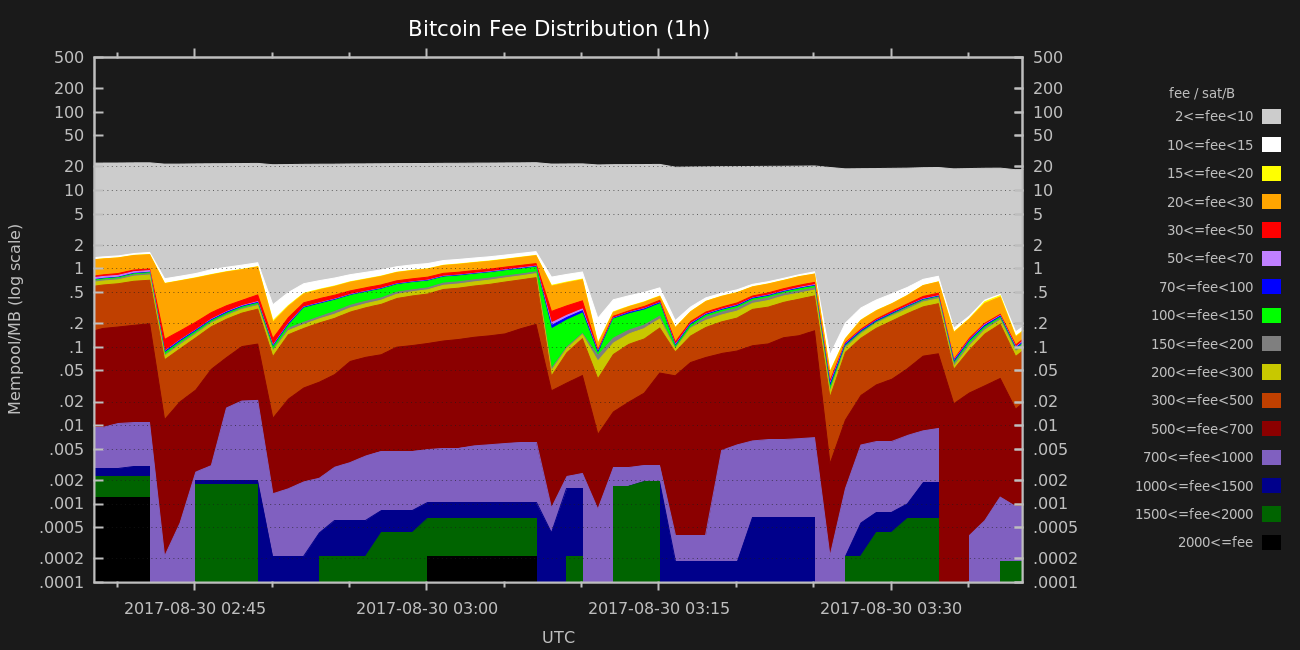 Bitcoin Fee Distribution (1h)
500
200
100
50
20
10
5
2
1
.5
.2
.1
.05
.02
.01
.005
.002
.001
.0005
.0002
.0001
Mempool/MB (log scale)
500
200
100
50
20
10
5
2
1
.5
.2
.1
.05
.02
.01
.005
.002
.001
.0005
.0002
.0001
2017-08-30 02:45
2017-08-30 03:00
2017-08-30 03:15
2017-08-30 03:30
UTC
fee / sat/B
2<=fee<10
10<=fee<15
15<=fee<20
20<=fee<30
30<=fee<50
50<=fee<70
70<=fee<100
100<=fee<150
150<=fee<200
200<=fee<300
300<=fee<500
500<=fee<700
700<=fee<1000
1000<=fee<1500
1500<=fee<2000
2000<=fee